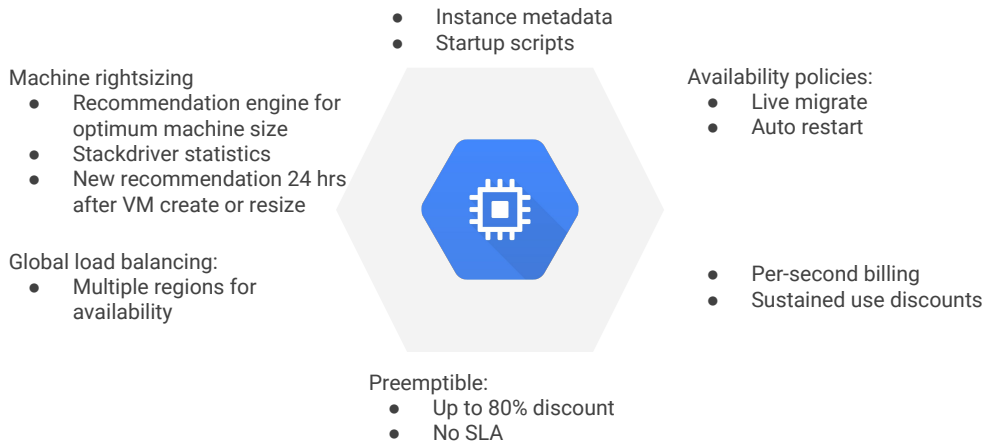 ● Instance metadata
● Startup scripts
Machine rightsizing
● Recommendation engine for
optimum machine size
● Stackdriver statistics
● New recommendation 24 hrs
after VM create or resize
Availability policies:
● Live migrate
● Auto restart
Global load balancing:
● Multiple regions for
availability
● Per-second billing
● Sustained use discounts
Preemptible:
● Up to 80% discount
● No SLA